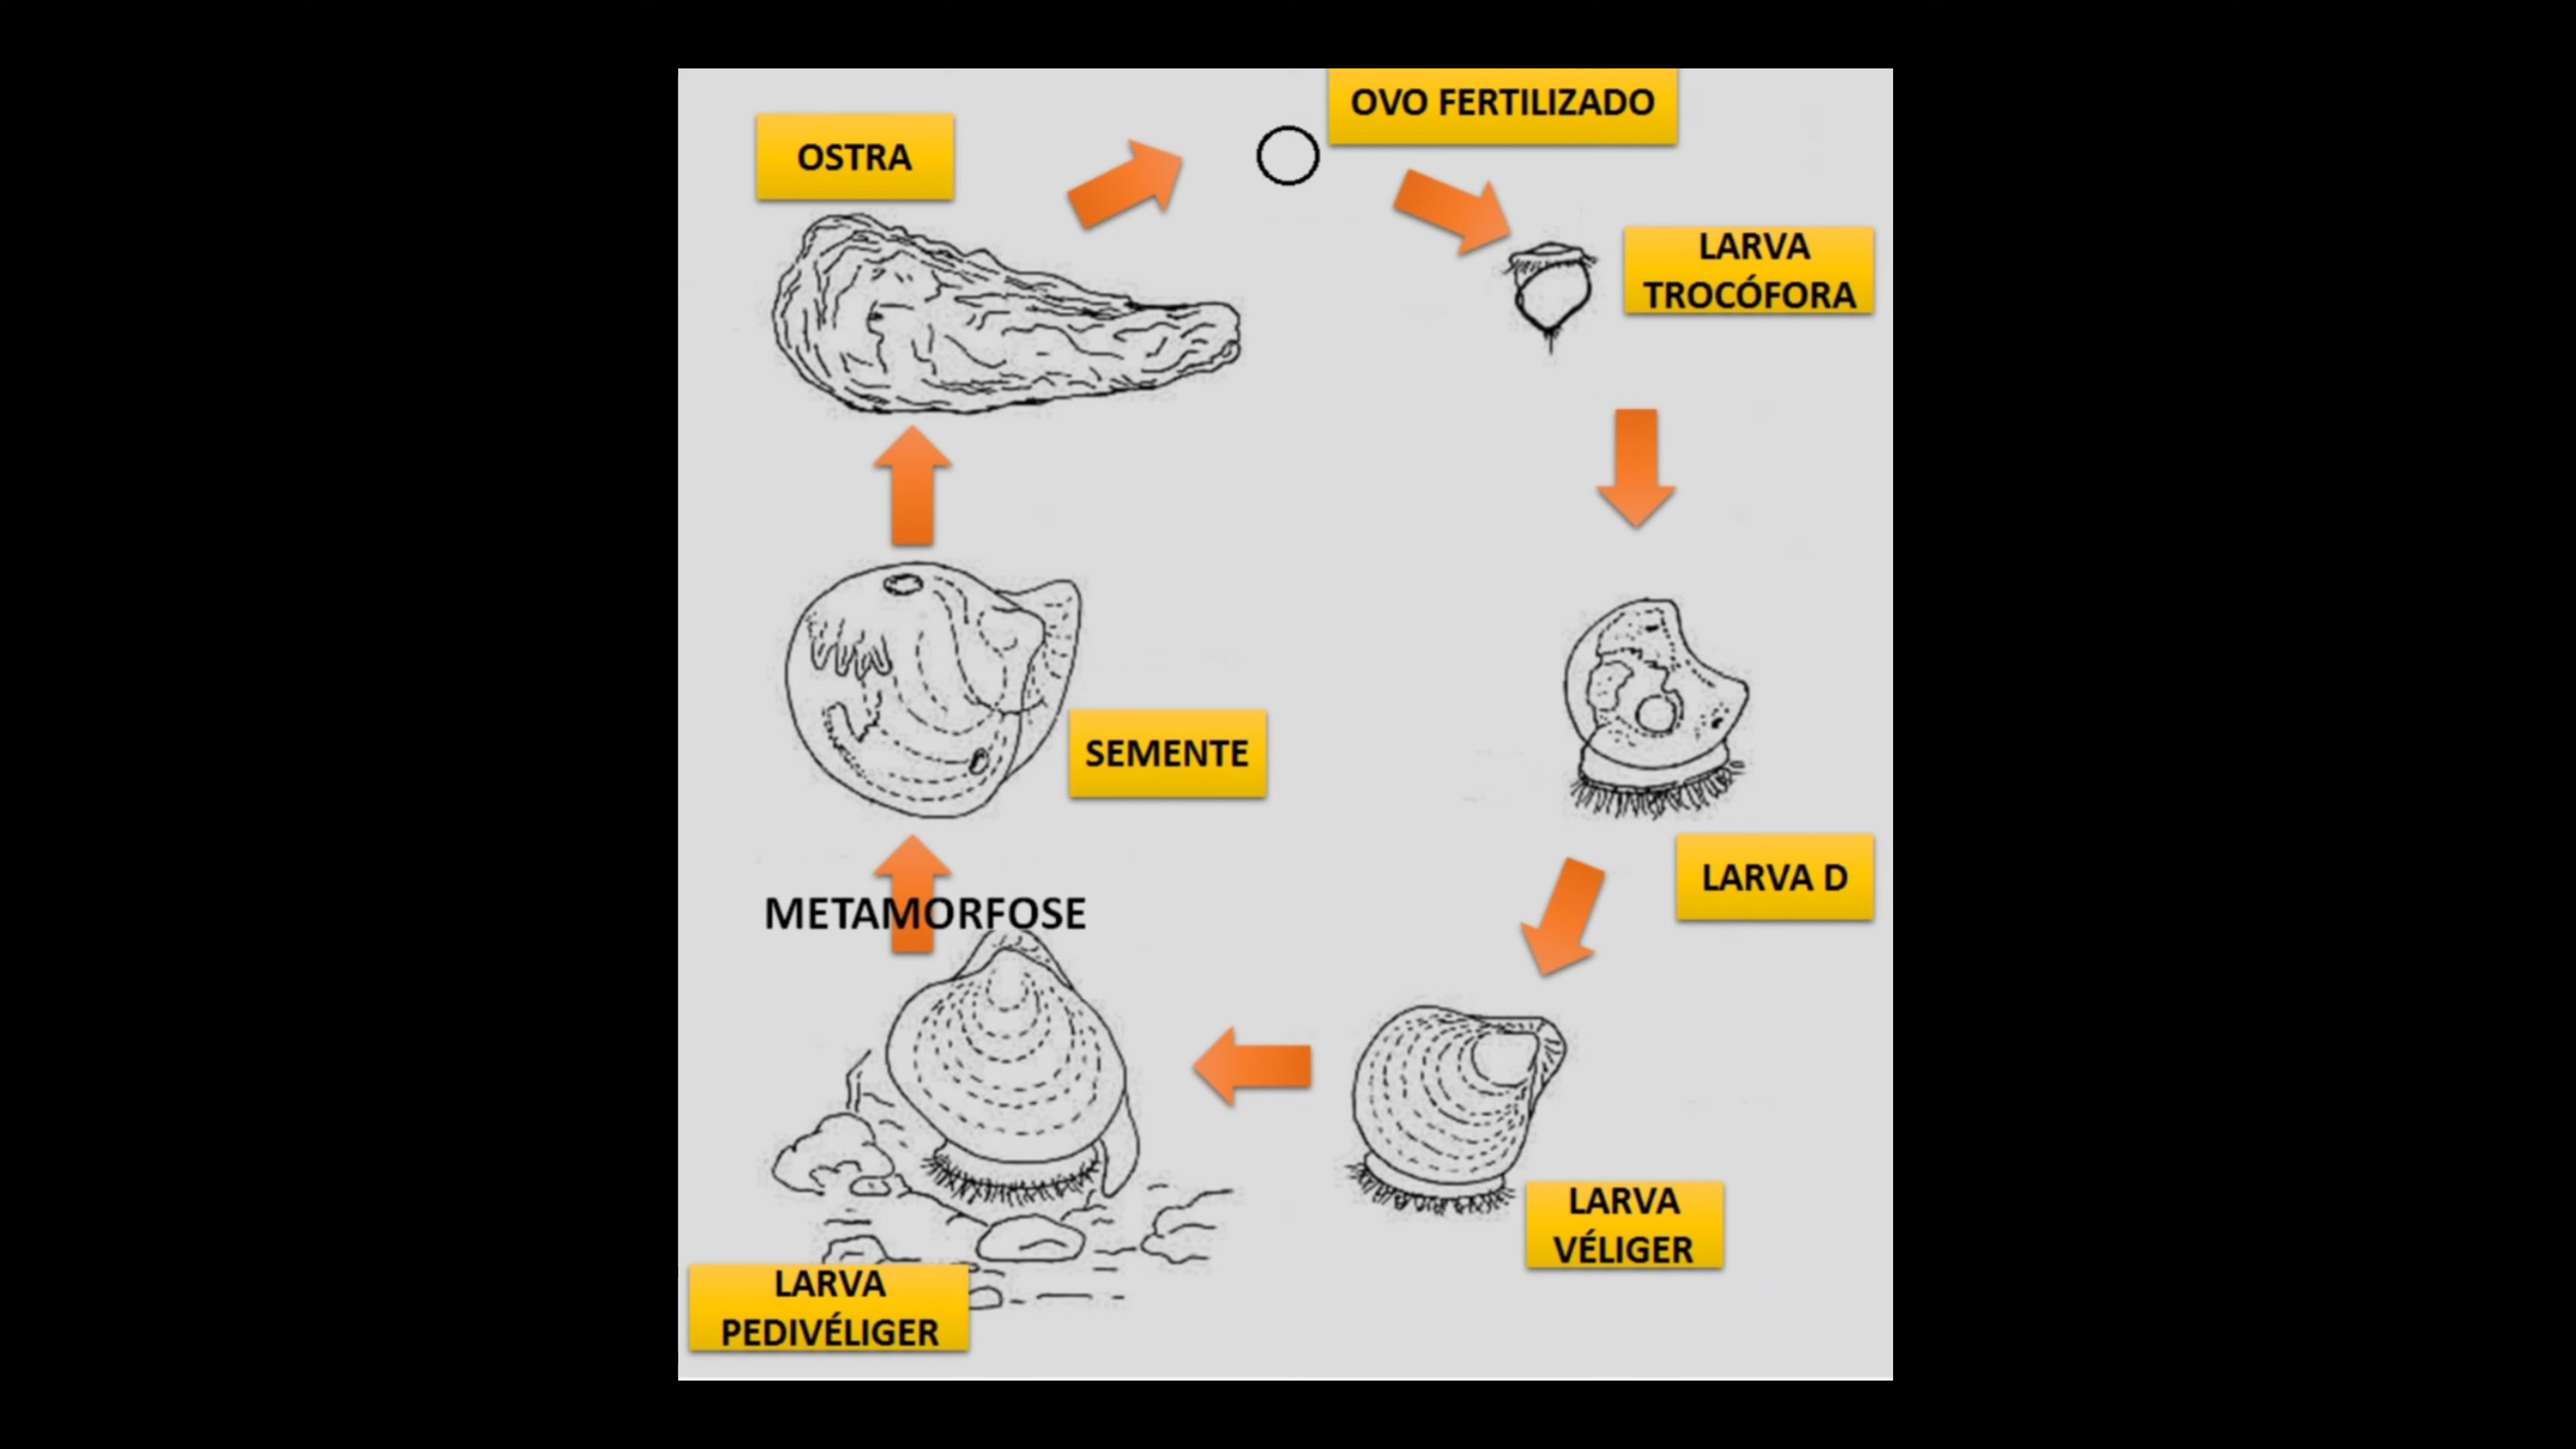 OVO FERTILIZADO
OSTRA
LARVA
TROCÓFORA
SEMENTE
LARVA D
METAMORFOSE
LARVA
VÉLIGER
LARVA
PEDIVÉLIGER